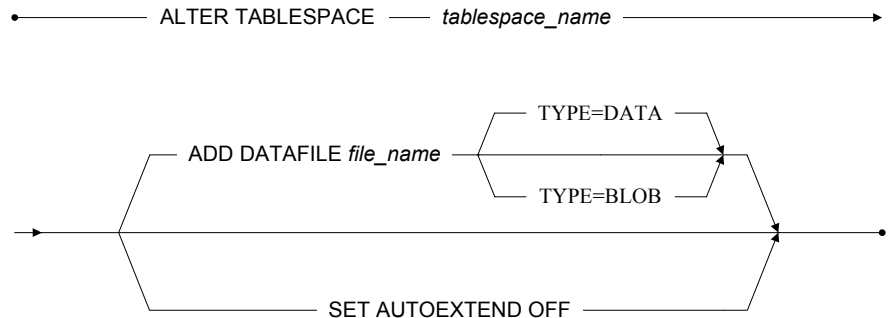 ALTER TABLESPACE tablespace_name
TYPE=DATA
ADD DATAFILE file_name
TYPE=BLOB
SET AUTOEXTEND OFF